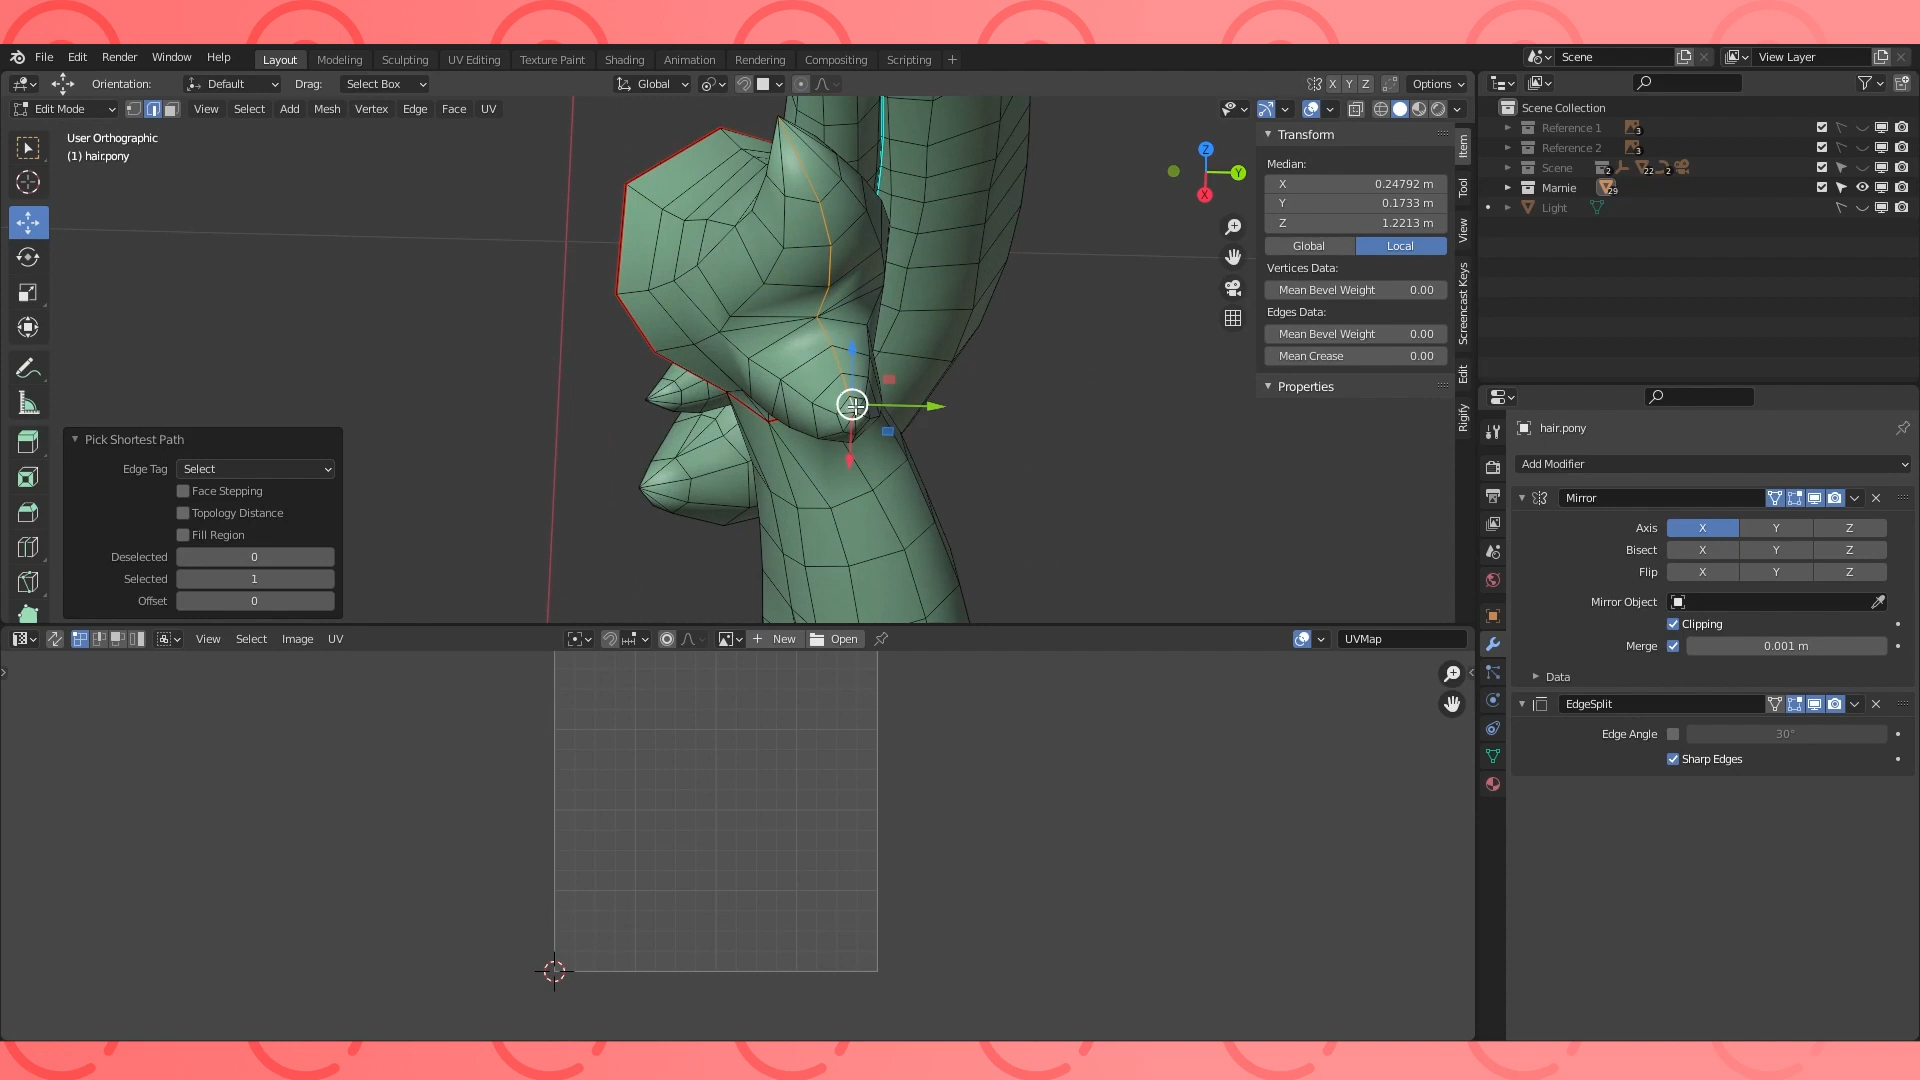 File Edit Render Window Help Layout Modeling Sculpting UV Editing Texture Paint Shading Animation Rendering Compositing Scripting + Scene View Layer
Orientation: Default Drag: Select Box Global X Y Z Options
Edit Mode View Select Add Mesh Vertex Edge Face UV
User Orthographic
(1) hair.pony
Z
Y
X
Transform
Median:
X 0.24792 m
Y 0.1733 m
Z 1.2213 m
Global Local
Vertices Data:
Mean Bevel Weight 0.00
Edges Data:
Mean Bevel Weight 0.00
Mean Crease 0.00
Properties
Item
Tool
View
Screencast Keys
Edit
Rigify
Pick Shortest Path
Edge Tag Select
Face Stepping
Topology Distance
Fill Region
Deselected 0
Selected 1
Offset 0
View Select Image UV New Open UVMap
Scene Collection
Reference 1 3
Reference 2 3
Scene 2 22 2
Marnie 29
Light
hair.pony
Add Modifier
Mirror
Axis X Y Z
Bisect X Y Z
Flip X Y Z
Mirror Object
Clipping
Merge 0.001 m
Data
EdgeSplit
Edge Angle 30°
Sharp Edges